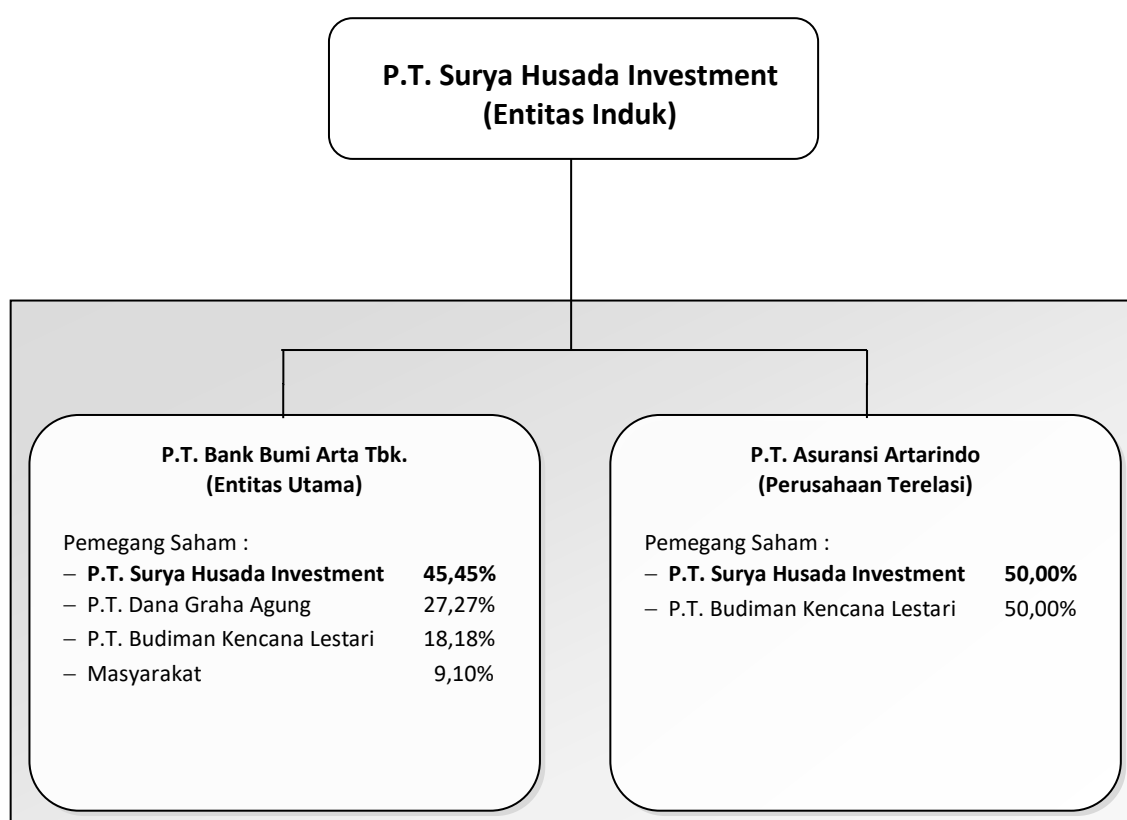 P.T. Surya Husada Investment
(Entitas Induk)
P.T. Bank Bumi Arta Tbk.
(Entitas Utama)
Pemegang Saham :
– P.T. Surya Husada Investment 45,45%
– P.T. Dana Graha Agung 27,27%
– P.T. Budiman Kencana Lestari 18,18%
– Masyarakat 9,10%
P.T. Asuransi Artarindo
(Perusahaan Terelasi)
Pemegang Saham :
– P.T. Surya Husada Investment 50,00%
– P.T. Budiman Kencana Lestari 50,00%